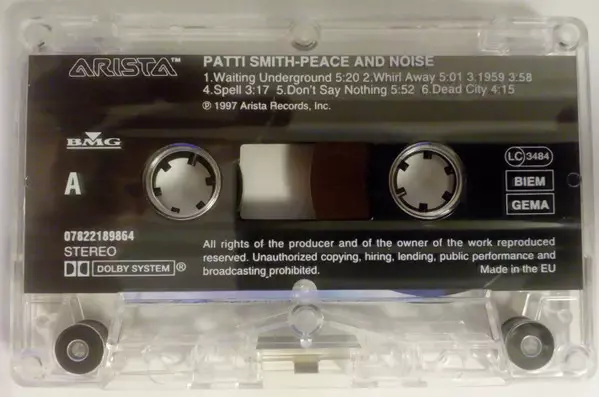 ARISTA™
PATTI SMITH-PEACE AND NOISE
1.Waiting Underground 5:20 2.Whirl Away 5:01 3.1959 3:58
4.Spell 3:17 5.Don't Say Nothing 5:52 6.Dead City 4:15
℗ 1997 Arista Records, Inc.
BMG
LC 3484
A
BIEM
GEMA
07822189864
STEREO
DOLBY SYSTEM ®
All rights of the producer and of the owner of the work reproduced
reserved. Unauthorized copying, hiring, lending, public performance and
broadcasting prohibited.
Made in the EU